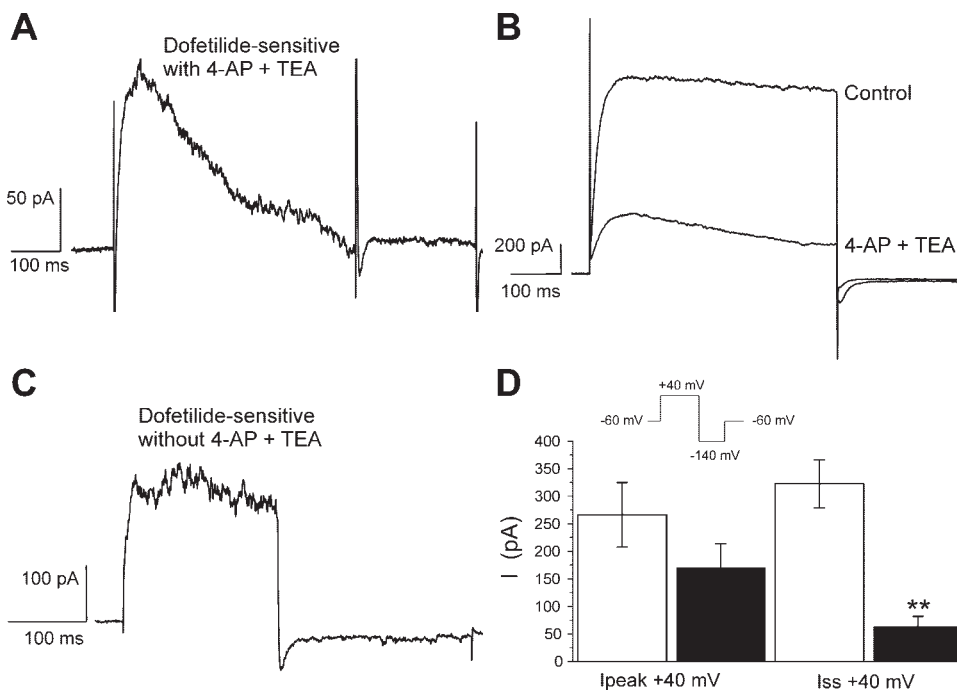 A
Dofetilide-sensitive
with 4-AP + TEA
50 pA
100 ms
B
Control
4-AP + TEA
200 pA
100 ms
C
Dofetilide-sensitive
without 4-AP + TEA
100 pA
100 ms
D
+40 mV
-60 mV
-60 mV
-140 mV
400
350
300
250
200
150
100
50
0
I (pA)
**
Ipeak +40 mV
Iss +40 mV